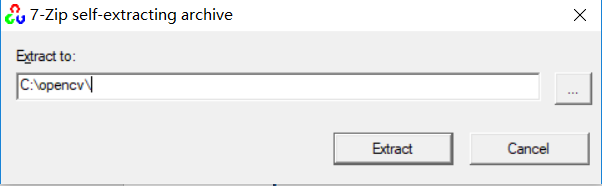 7-Zip self-extracting archive
Extract to:
C:\opencv\
...
Extract
Cancel